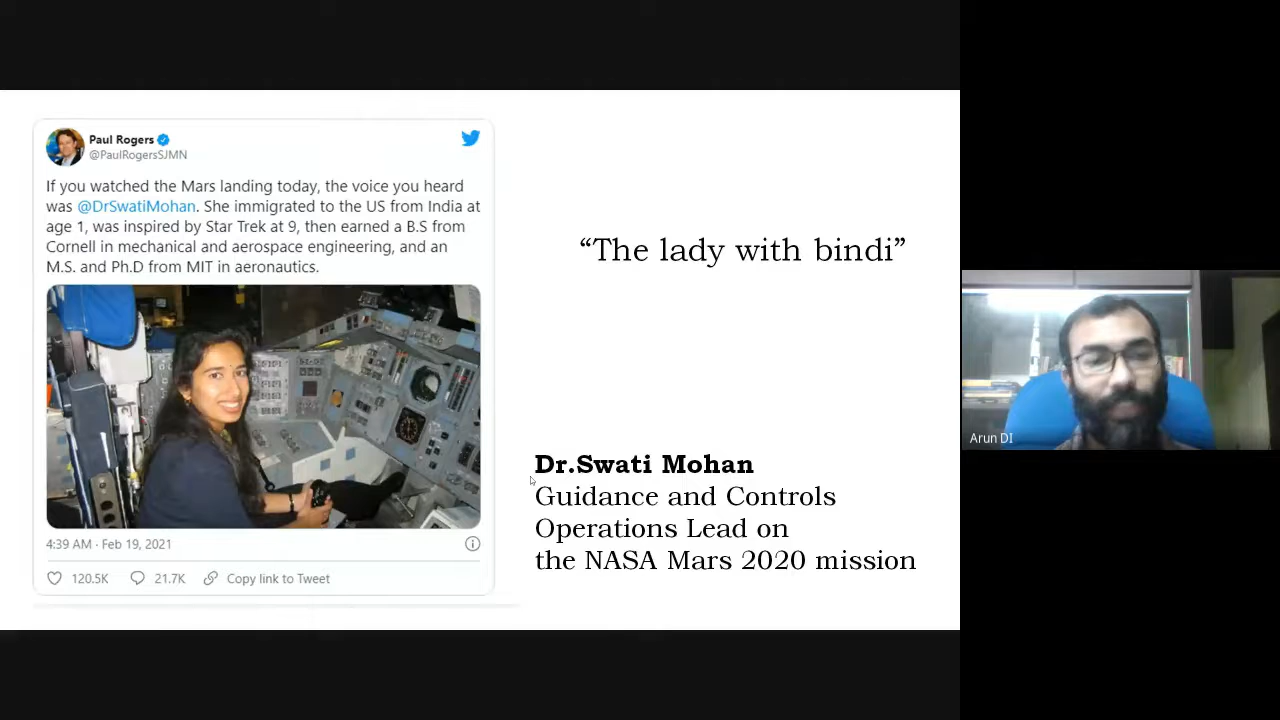 Paul Rogers
@PaulRogersSJMN
If you watched the Mars landing today, the voice you heard
was @DrSwatiMohan. She immigrated to the US from India at
age 1, was inspired by Star Trek at 9, then earned a B.S from
Cornell in mechanical and aerospace engineering, and an
M.S. and Ph.D from MIT in aeronautics.
4:39 AM · Feb 19, 2021
120.5K 21.7K Copy link to Tweet
“The lady with bindi”
Dr.Swati Mohan
Guidance and Controls
Operations Lead on
the NASA Mars 2020 mission
Arun DI